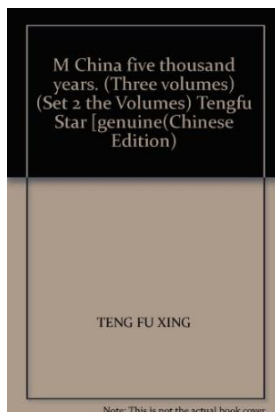 M China five thousand
years. (Three volumes)
(Set 2 the Volumes) Tengfu
Star [genuine(Chinese
Edition)
TENG FU XING
Note: This is not the actual book cover